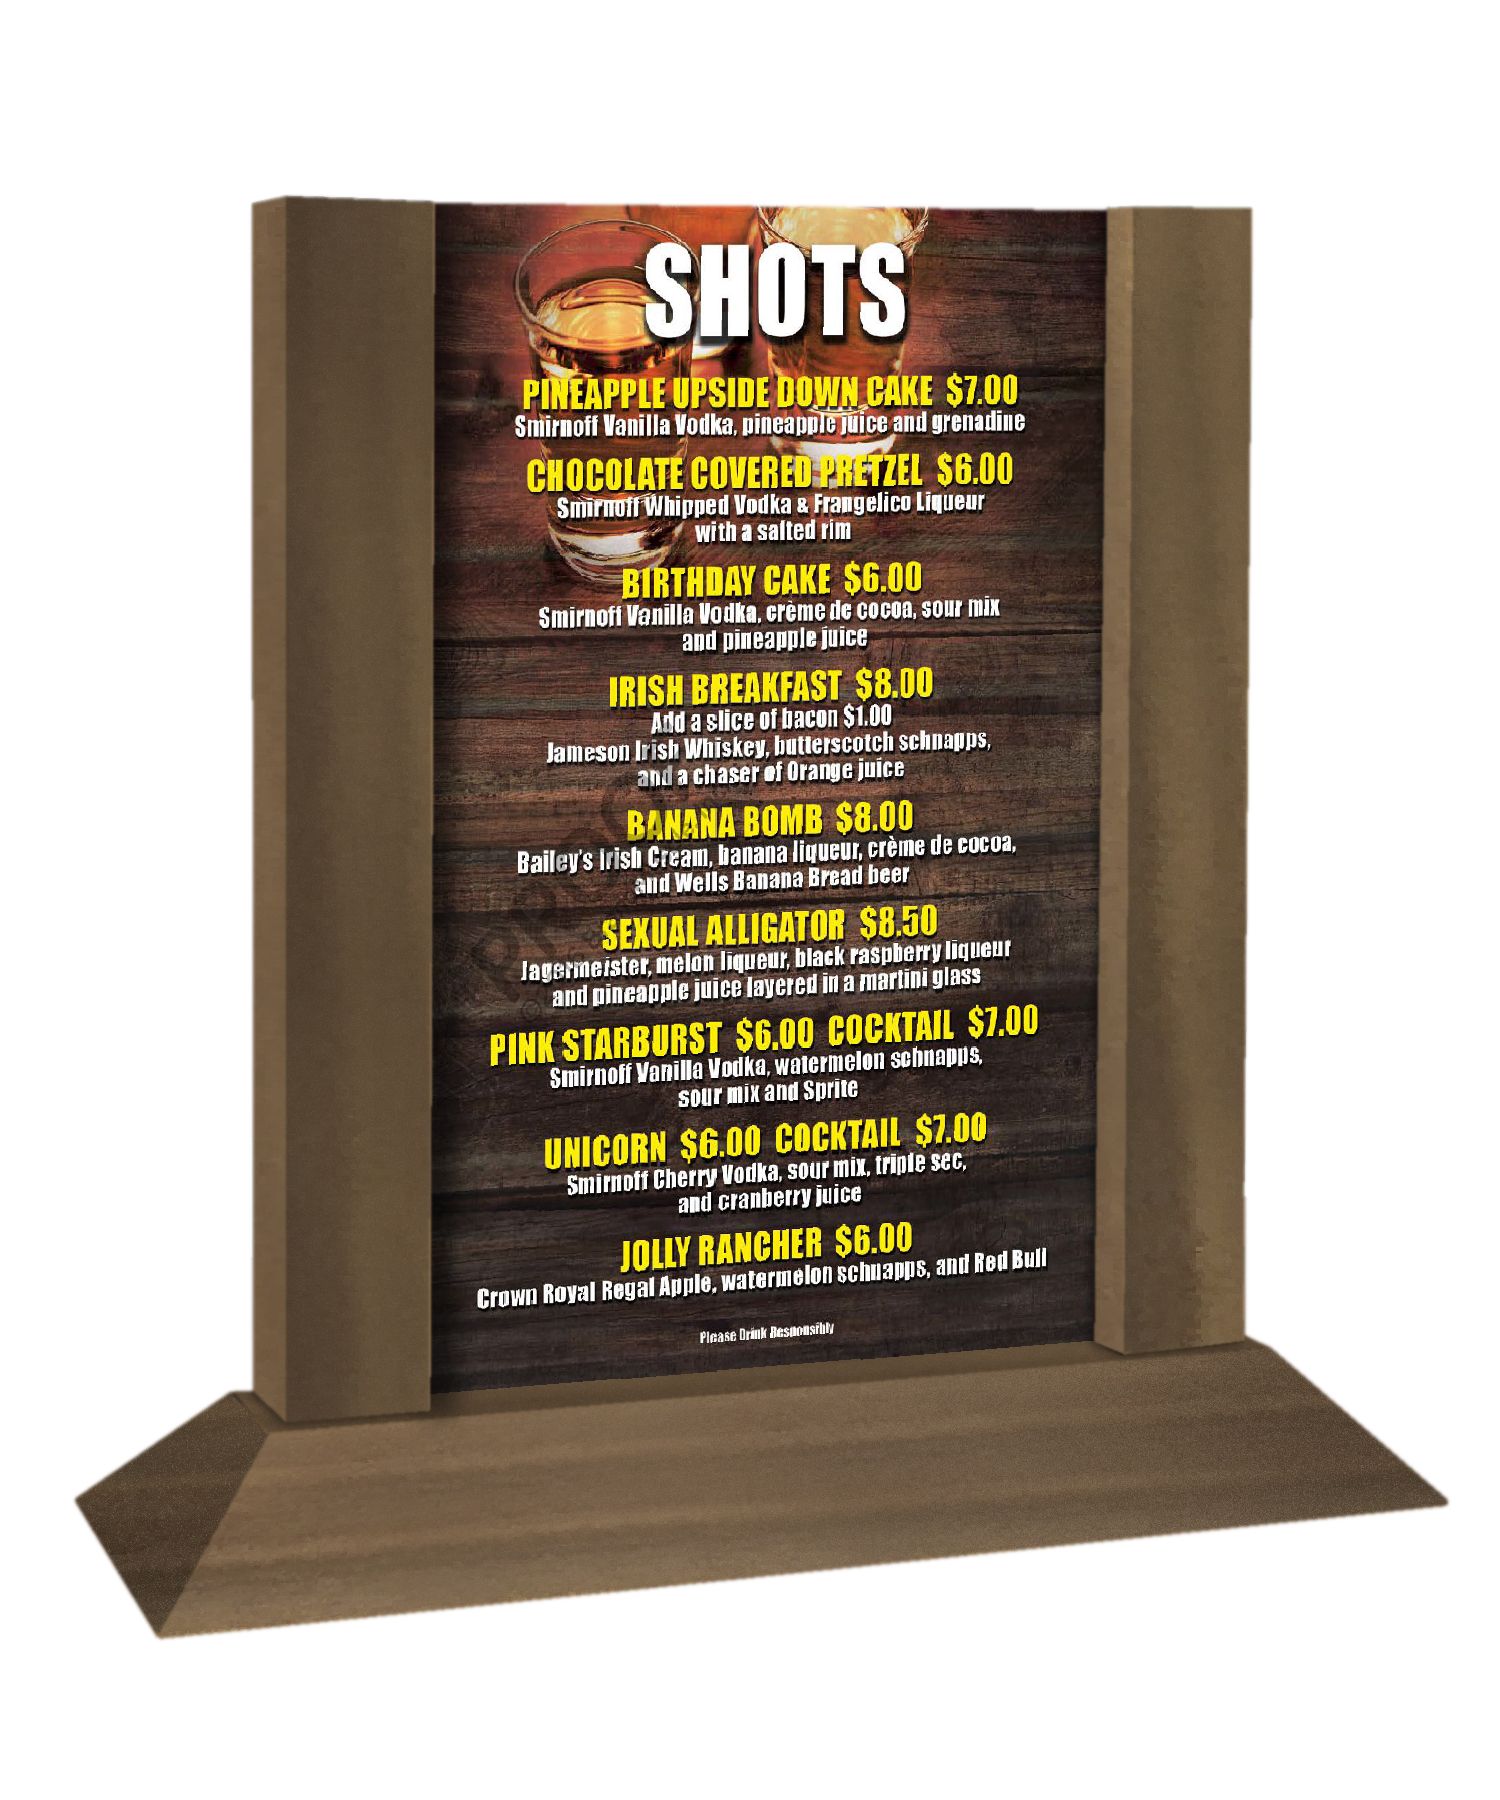 SHOTS
PINEAPPLE UPSIDE DOWN CAKE $7.00
Smirnoff Vanilla Vodka, pineapple juice and grenadine
CHOCOLATE COVERED PRETZEL $6.00
Smirnoff Whipped Vodka & Frangelico Liqueur
with a salted rim
BIRTHDAY CAKE $6.00
Smirnoff Vanilla Vodka, crème de cocoa, sour mix
and pineapple juice
IRISH BREAKFAST $8.00
Add a slice of bacon $1.00
Jameson Irish Whiskey, butterscotch schnapps,
and a chaser of Orange juice
BANANA BOMB $8.00
Bailey's Irish Cream, banana liqueur, crème de cocoa,
and Wells Banana Bread beer
SEXUAL ALLIGATOR $8.50
Jagermeister, melon liqueur, black raspberry liqueur
and pineapple juice layered in a martini glass
PINK STARBURST $6.00 COCKTAIL $7.00
Smirnoff Vanilla Vodka, watermelon schnapps,
sour mix and Sprite
UNICORN $6.00 COCKTAIL $7.00
Smirnoff Cherry Vodka, sour mix, triple sec,
and cranberry juice
JOLLY RANCHER $6.00
Crown Royal Regal Apple, watermelon schnapps, and Red Bull
Please Drink Responsibly